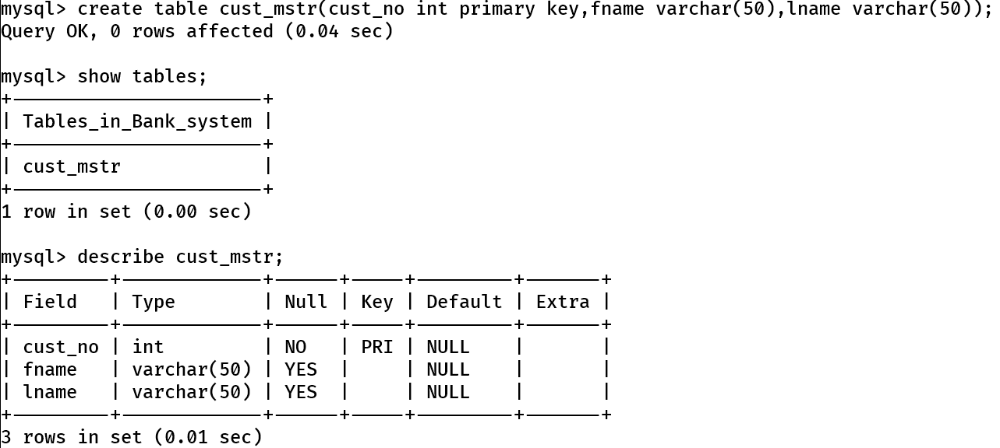 mysql> create table cust_mstr(cust_no int primary key,fname varchar(50),lname varchar(50));
Query OK, 0 rows affected (0.04 sec)

mysql> show tables;
+-----------------------+
| Tables_in_Bank_system |
+-----------------------+
| cust_mstr             |
+-----------------------+
1 row in set (0.00 sec)

mysql> describe cust_mstr;
+---------+-------------+------+-----+---------+-------+
| Field   | Type        | Null | Key | Default | Extra |
+---------+-------------+------+-----+---------+-------+
| cust_no | int         | NO   | PRI | NULL    |       |
| fname   | varchar(50) | YES  |     | NULL    |       |
| lname   | varchar(50) | YES  |     | NULL    |       |
+---------+-------------+------+-----+---------+-------+
3 rows in set (0.01 sec)